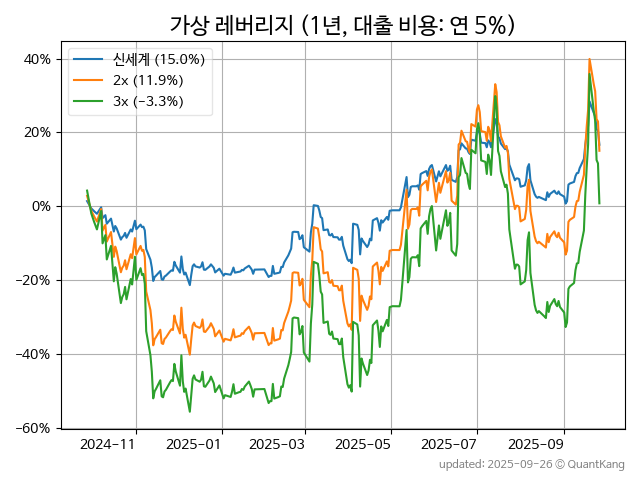 가상 레버리지 (1년, 대출 비용: 연 5%)
신세계 (15.0%)
2x (11.9%)
3x (−3.3%)
40%
20%
0%
−20%
−40%
−60%
2024-11 2025-01 2025-03 2025-05 2025-07 2025-09
updated: 2025-09-26 © QuantKang